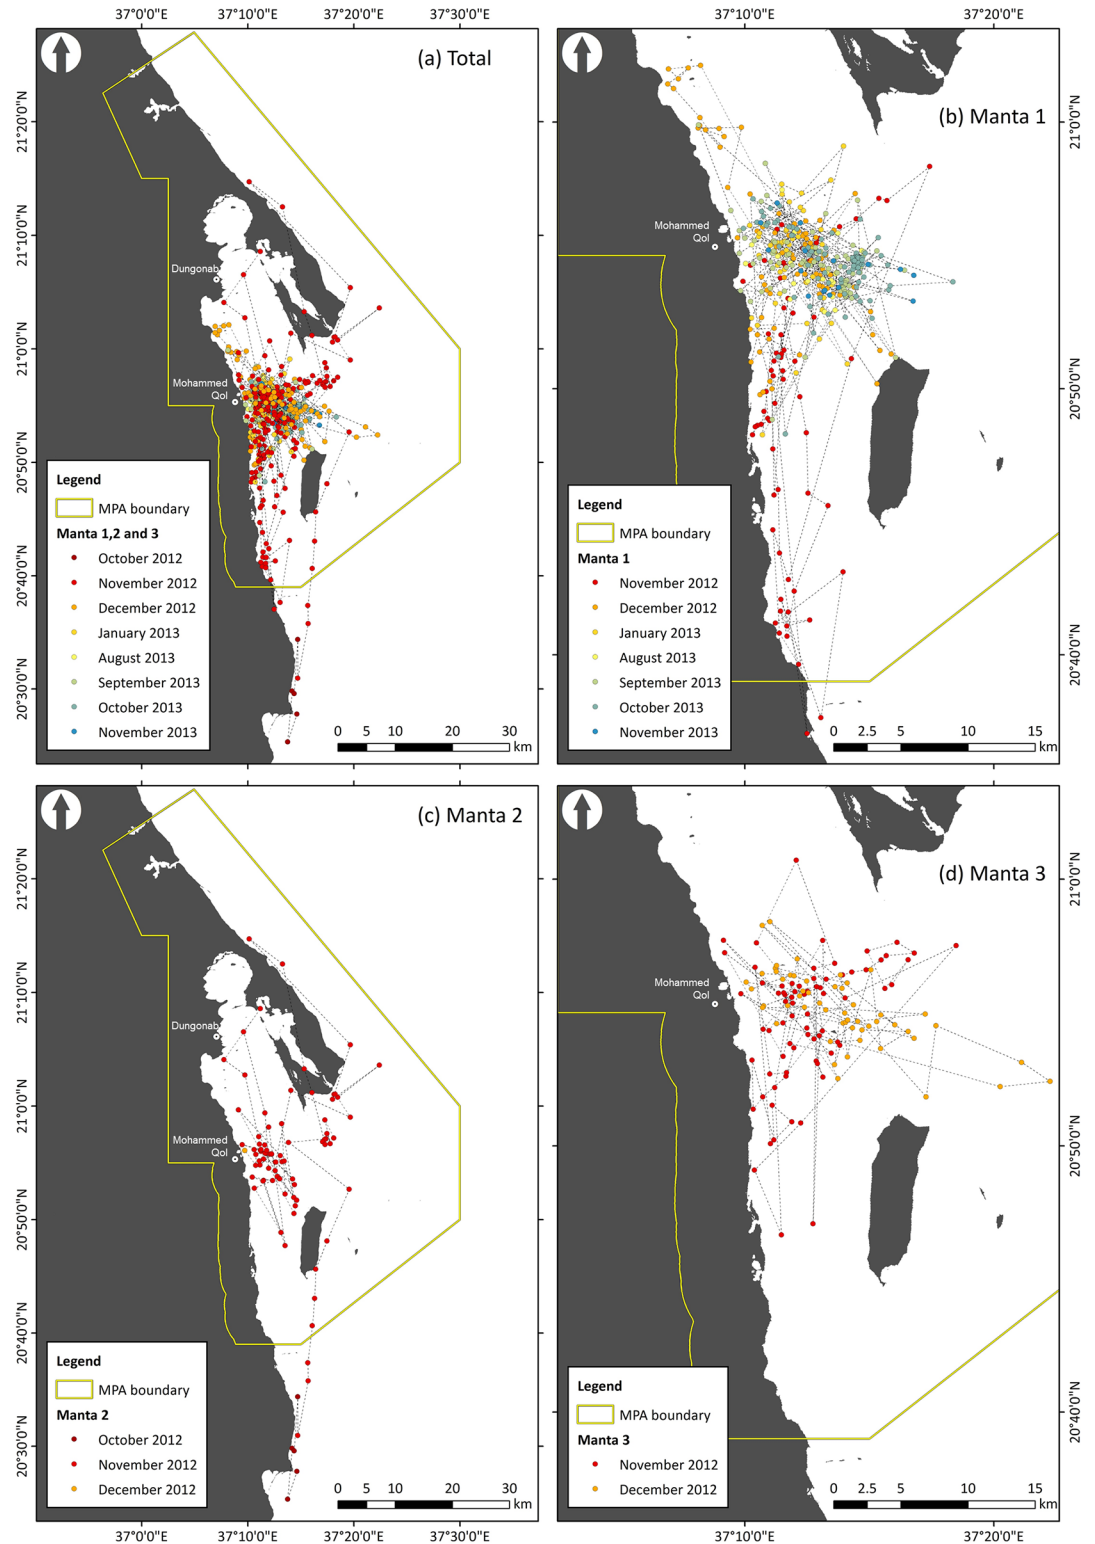 37°0'0"E 37°10'0"E 37°20'0"E 37°30'0"E
37°10'0"E 37°20'0"E
(a) Total
21°20'0"N
21°10'0"N
21°0'0"N
20°50'0"N
20°40'0"N
20°30'0"N
Dungonab
Mohammed
Qol
Legend
MPA boundary
Manta 1,2 and 3
October 2012
November 2012
December 2012
January 2013
August 2013
September 2013
October 2013
November 2013
0 5 10 20 30
km
(b) Manta 1
21°0'0"N
20°50'0"N
20°40'0"N
Mohammed
Qol
Legend
MPA boundary
Manta 1
November 2012
December 2012
January 2013
August 2013
September 2013
October 2013
November 2013
0 2.5 5 10 15
km
(c) Manta 2
21°20'0"N
21°10'0"N
21°0'0"N
20°50'0"N
20°40'0"N
20°30'0"N
Dungonab
Mohammed
Qol
Legend
MPA boundary
Manta 2
October 2012
November 2012
December 2012
0 5 10 20 30
km
(d) Manta 3
21°0'0"N
20°50'0"N
20°40'0"N
Mohammed
Qol
Legend
MPA boundary
Manta 3
November 2012
December 2012
0 2.5 5 10 15
km
37°0'0"E 37°10'0"E 37°20'0"E 37°30'0"E
37°10'0"E 37°20'0"E